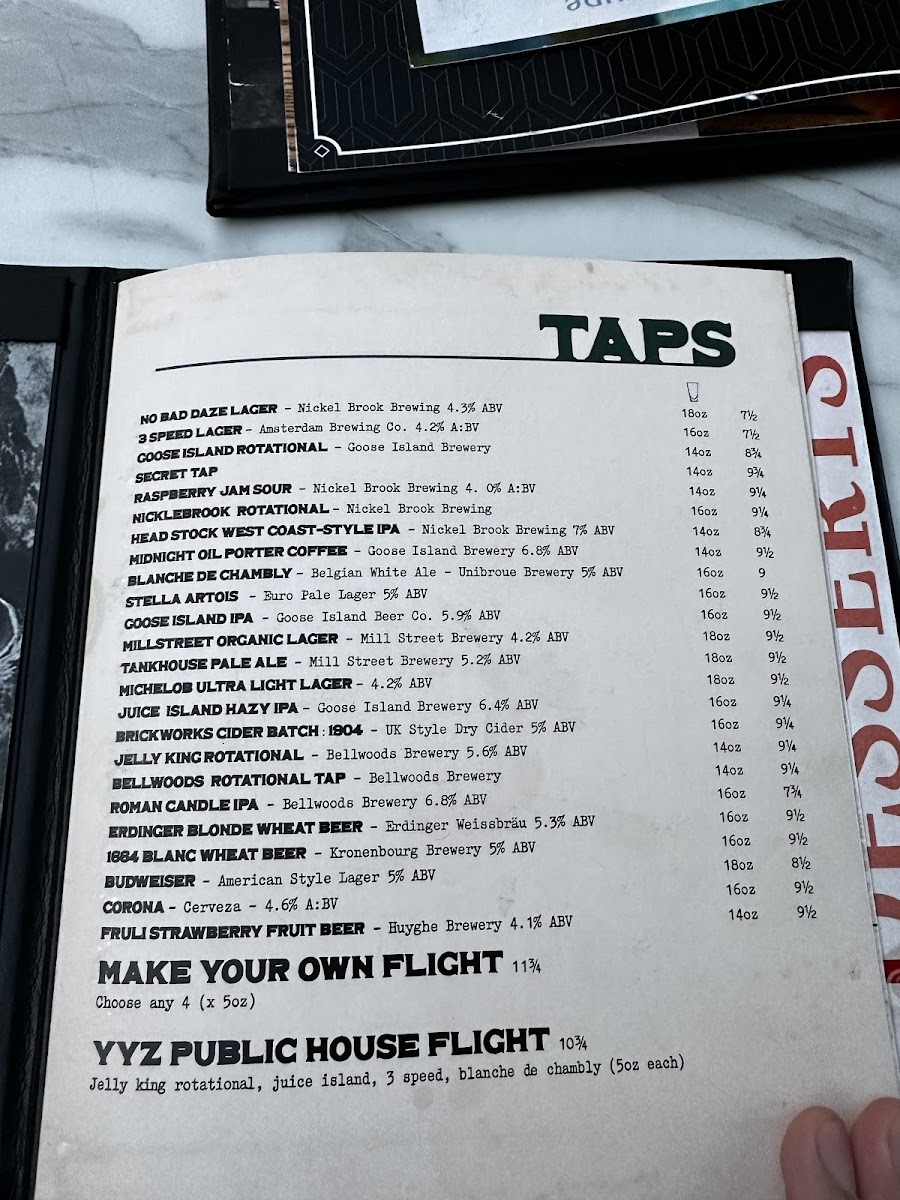 TAPS
NO BAD DAZE LAGER - Nickel Brook Brewing 4.3% ABV 18oz 7½
3 SPEED LAGER - Amsterdam Brewing Co. 4.2% A:BV 16oz 7½
GOOSE ISLAND ROTATIONAL - Goose Island Brewery 14oz 8¾
SECRET TAP 14oz 9¾
RASPBERRY JAM SOUR - Nickel Brook Brewing 4. 0% A:BV 14oz 9¼
NICKLEBROOK ROTATIONAL - Nickel Brook Brewing 16oz 9¼
HEAD STOCK WEST COAST-STYLE IPA - Nickel Brook Brewing 7% ABV 14oz 8¾
MIDNIGHT OIL PORTER COFFEE - Goose Island Brewery 6.8% ABV 14oz 9½
BLANCHE DE CHAMBLY - Belgian White Ale - Unibroue Brewery 5% ABV 16oz 9
STELLA ARTOIS - Euro Pale Lager 5% ABV 16oz 9½
GOOSE ISLAND IPA - Goose Island Beer Co. 5.9% ABV 16oz 9½
MILLSTREET ORGANIC LAGER - Mill Street Brewery 4.2% ABV 18oz 9½
TANKHOUSE PALE ALE - Mill Street Brewery 5.2% ABV 18oz 9½
MICHELOB ULTRA LIGHT LAGER - 4.2% ABV 18oz 9½
JUICE ISLAND HAZY IPA - Goose Island Brewery 6.4% ABV 16oz 9¼
BRICKWORKS CIDER BATCH : 1904 - UK Style Dry Cider 5% ABV 16oz 9¼
JELLY KING ROTATIONAL - Bellwoods Brewery 5.6% ABV 14oz 9¼
BELLWOODS ROTATIONAL TAP - Bellwoods Brewery 14oz 9¼
ROMAN CANDLE IPA - Bellwoods Brewery 6.8% ABV 16oz 7¾
ERDINGER BLONDE WHEAT BEER - Erdinger Weissbräu 5.3% ABV 16oz 9½
1664 BLANC WHEAT BEER - Kronenbourg Brewery 5% ABV 16oz 9½
BUDWEISER - American Style Lager 5% ABV 18oz 8½
CORONA - Cerveza - 4.6% A:BV 16oz 9½
FRULI STRAWBERRY FRUIT BEER - Huyghe Brewery 4.1% ABV 14oz 9½
MAKE YOUR OWN FLIGHT 11¾
Choose any 4 (x 5oz)
YYZ PUBLIC HOUSE FLIGHT 10¾
Jelly king rotational, juice island, 3 speed, blanche de chambly (5oz each)
DESSERTS